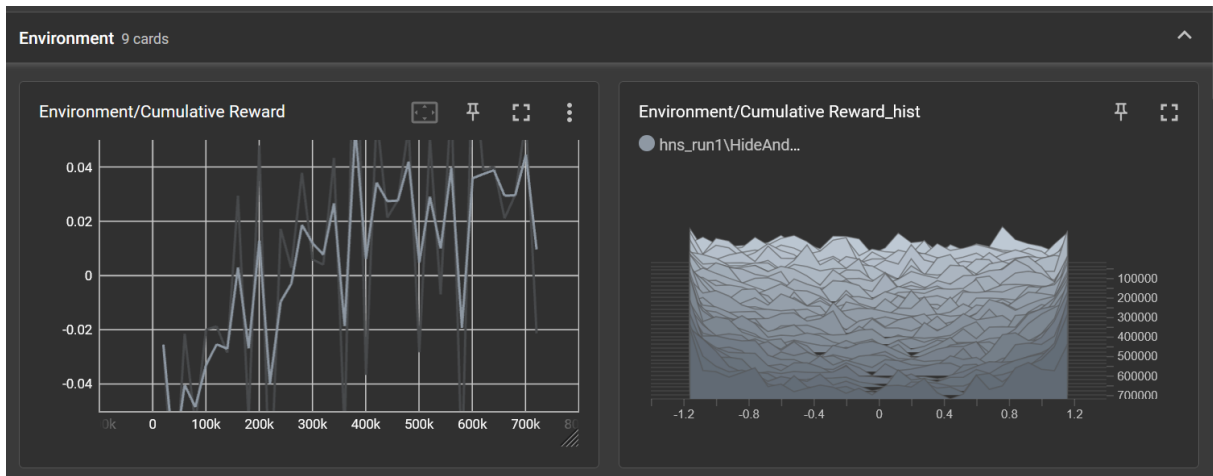 Environment 9 cards
Environment/Cumulative Reward
0.04
0.02
0
-0.02
-0.04
0k 0 100k 200k 300k 400k 500k 600k 700k 80
Environment/Cumulative Reward_hist
hns_run1\HideAnd...
100000
200000
300000
400000
500000
600000
700000
-1.2 -0.8 -0.4 0 0.4 0.8 1.2